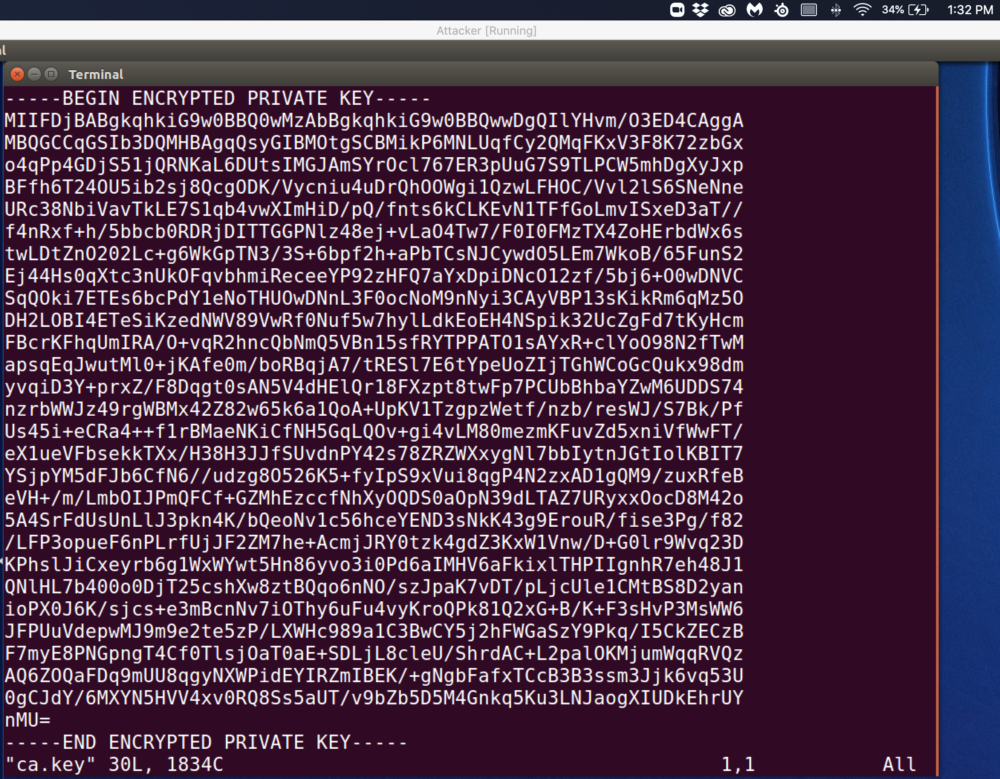 34% 1:32 PM
Attacker [Running]
al
Terminal
-----BEGIN ENCRYPTED PRIVATE KEY-----
MIIFDjBABgkqhkiG9w0BBQ0wMzAbBgkqhkiG9w0BBQwwDgQIlYHvm/O3ED4CAggA
MBQGCCqGSIb3DQMHBAgqQsyGIBMOtgSCBMikP6MNLUqfCy2QMqFKxV3F8K72zbGx
o4qPp4GDjS51jQRNKaL6DUtsIMGJAmSYrOcl767ER3pUuG7S9TLPCW5mhDgXyJxp
BFfh6T24OU5ib2sj8QcgODK/Vycniu4uDrQhOOWgi1QzwLFHOC/Vvl2lS6SNeNne
URc38NbiVavTkLE7S1qb4vwXImHiD/pQ/fnts6kCLKEvN1TFfGoLmvISxeD3aT//
f4nRxf+h/5bbcb0RDRjDITTGGPNlz48ej+vLaO4Tw7/F0I0FMzTX4ZoHErbdWx6s
twLDtZnO202Lc+g6WkGpTN3/3S+6bpf2h+aPbTCsNJCywdO5LEm7WkoB/65FunS2
Ej44Hs0qXtc3nUkOFqvbhmiReceeYP92zHFQ7aYxDpiDNcO12zf/5bj6+O0wDNVC
SqQOki7ETEs6bcPdY1eNoTHUOwDNnL3F0ocNoM9nNyi3CAyVBP13sKikRm6qMz5O
DH2LOBI4ETeSiKzedNWV89VwRf0Nuf5w7hylLdkEoEH4NSpik32UcZgFd7tKyHcm
FBcrKFhqUmIRA/O+vqR2hncQbNmQ5VBn15sfRYTPPATO1sAYxR+clYoO98N2fTwM
apsqEqJwutMl0+jKAfe0m/boRBqjA7/tRESl7E6tYpeUoZIjTGhWCoGcQukx98dm
yvqiD3Y+prxZ/F8Dqgt0sAN5V4dHElQr18FXzpt8twFp7PCUbBhbaYZwM6UDDS74
nzrbWWJz49rgWBMx42Z82w65k6a1QoA+UpKV1TzgpzWetf/nzb/resWJ/S7Bk/Pf
Us45i+eCRa4++f1rBMaeNKiCfNH5GqLQOv+gi4vLM80mezmKFuvZd5xniVfWwFT/
eX1ueVFbsekkTXx/H38H3JJfSUvdnPY42s78ZRZWXxygNl7bbIytnJGtIolKBIT7
YSjpYM5dFJb6CfN6//udzg8O526K5+fyIpS9xVui8qgP4N2zxAD1gQM9/zuxRfeB
eVH+/m/LmbOIJPmQFCf+GZMhEzccfNhXyOQDS0aOpN39dLTAZ7URyxxOocD8M42o
5A4SrFdUsUnLlJ3pkn4K/bQeoNv1c56hceYEND3sNkK43g9ErouR/fise3Pg/f82
/LFP3opueF6nPLrfUjJF2ZM7he+AcmjJRY0tzk4gdZ3KxW1Vnw/D+G0lr9Wvq23D
KPhslJiCxeyrb6g1WxWYwt5Hn86yvo3i0Pd6aIMHV6aFkixlTHPIIgnhR7eh48J1
QNlHL7b400o0DjT25cshXw8ztBQqo6nNO/szJpaK7vDT/pLjcUle1CMtBS8D2yan
ioPX0J6K/sjcs+e3mBcnNv7iOThy6uFu4vyKroQPk81Q2xG+B/K+F3sHvP3MsWW6
JFPUuVdepwMJ9m9e2te5zP/LXWHc989a1C3BwCY5j2hFWGaSzY9Pkq/I5CkZECzB
F7myE8PNGpngT4Cf0TlsjOaT0aE+SDLjL8cleU/ShrdAC+L2palOKMjumWqqRVQz
AQ6ZOQaFDq9mUU8qgyNXWPidEYIRZmIBEK/+gNgbFafxTCcB3B3ssm3Jjk6vq53U
0gCJdY/6MXYN5HVV4xv0RQ8Ss5aUT/v9bZb5D5M4Gnkq5Ku3LNJaogXIUDkEhrUY
nMU=
-----END ENCRYPTED PRIVATE KEY-----
"ca.key" 30L, 1834C 1,1 All